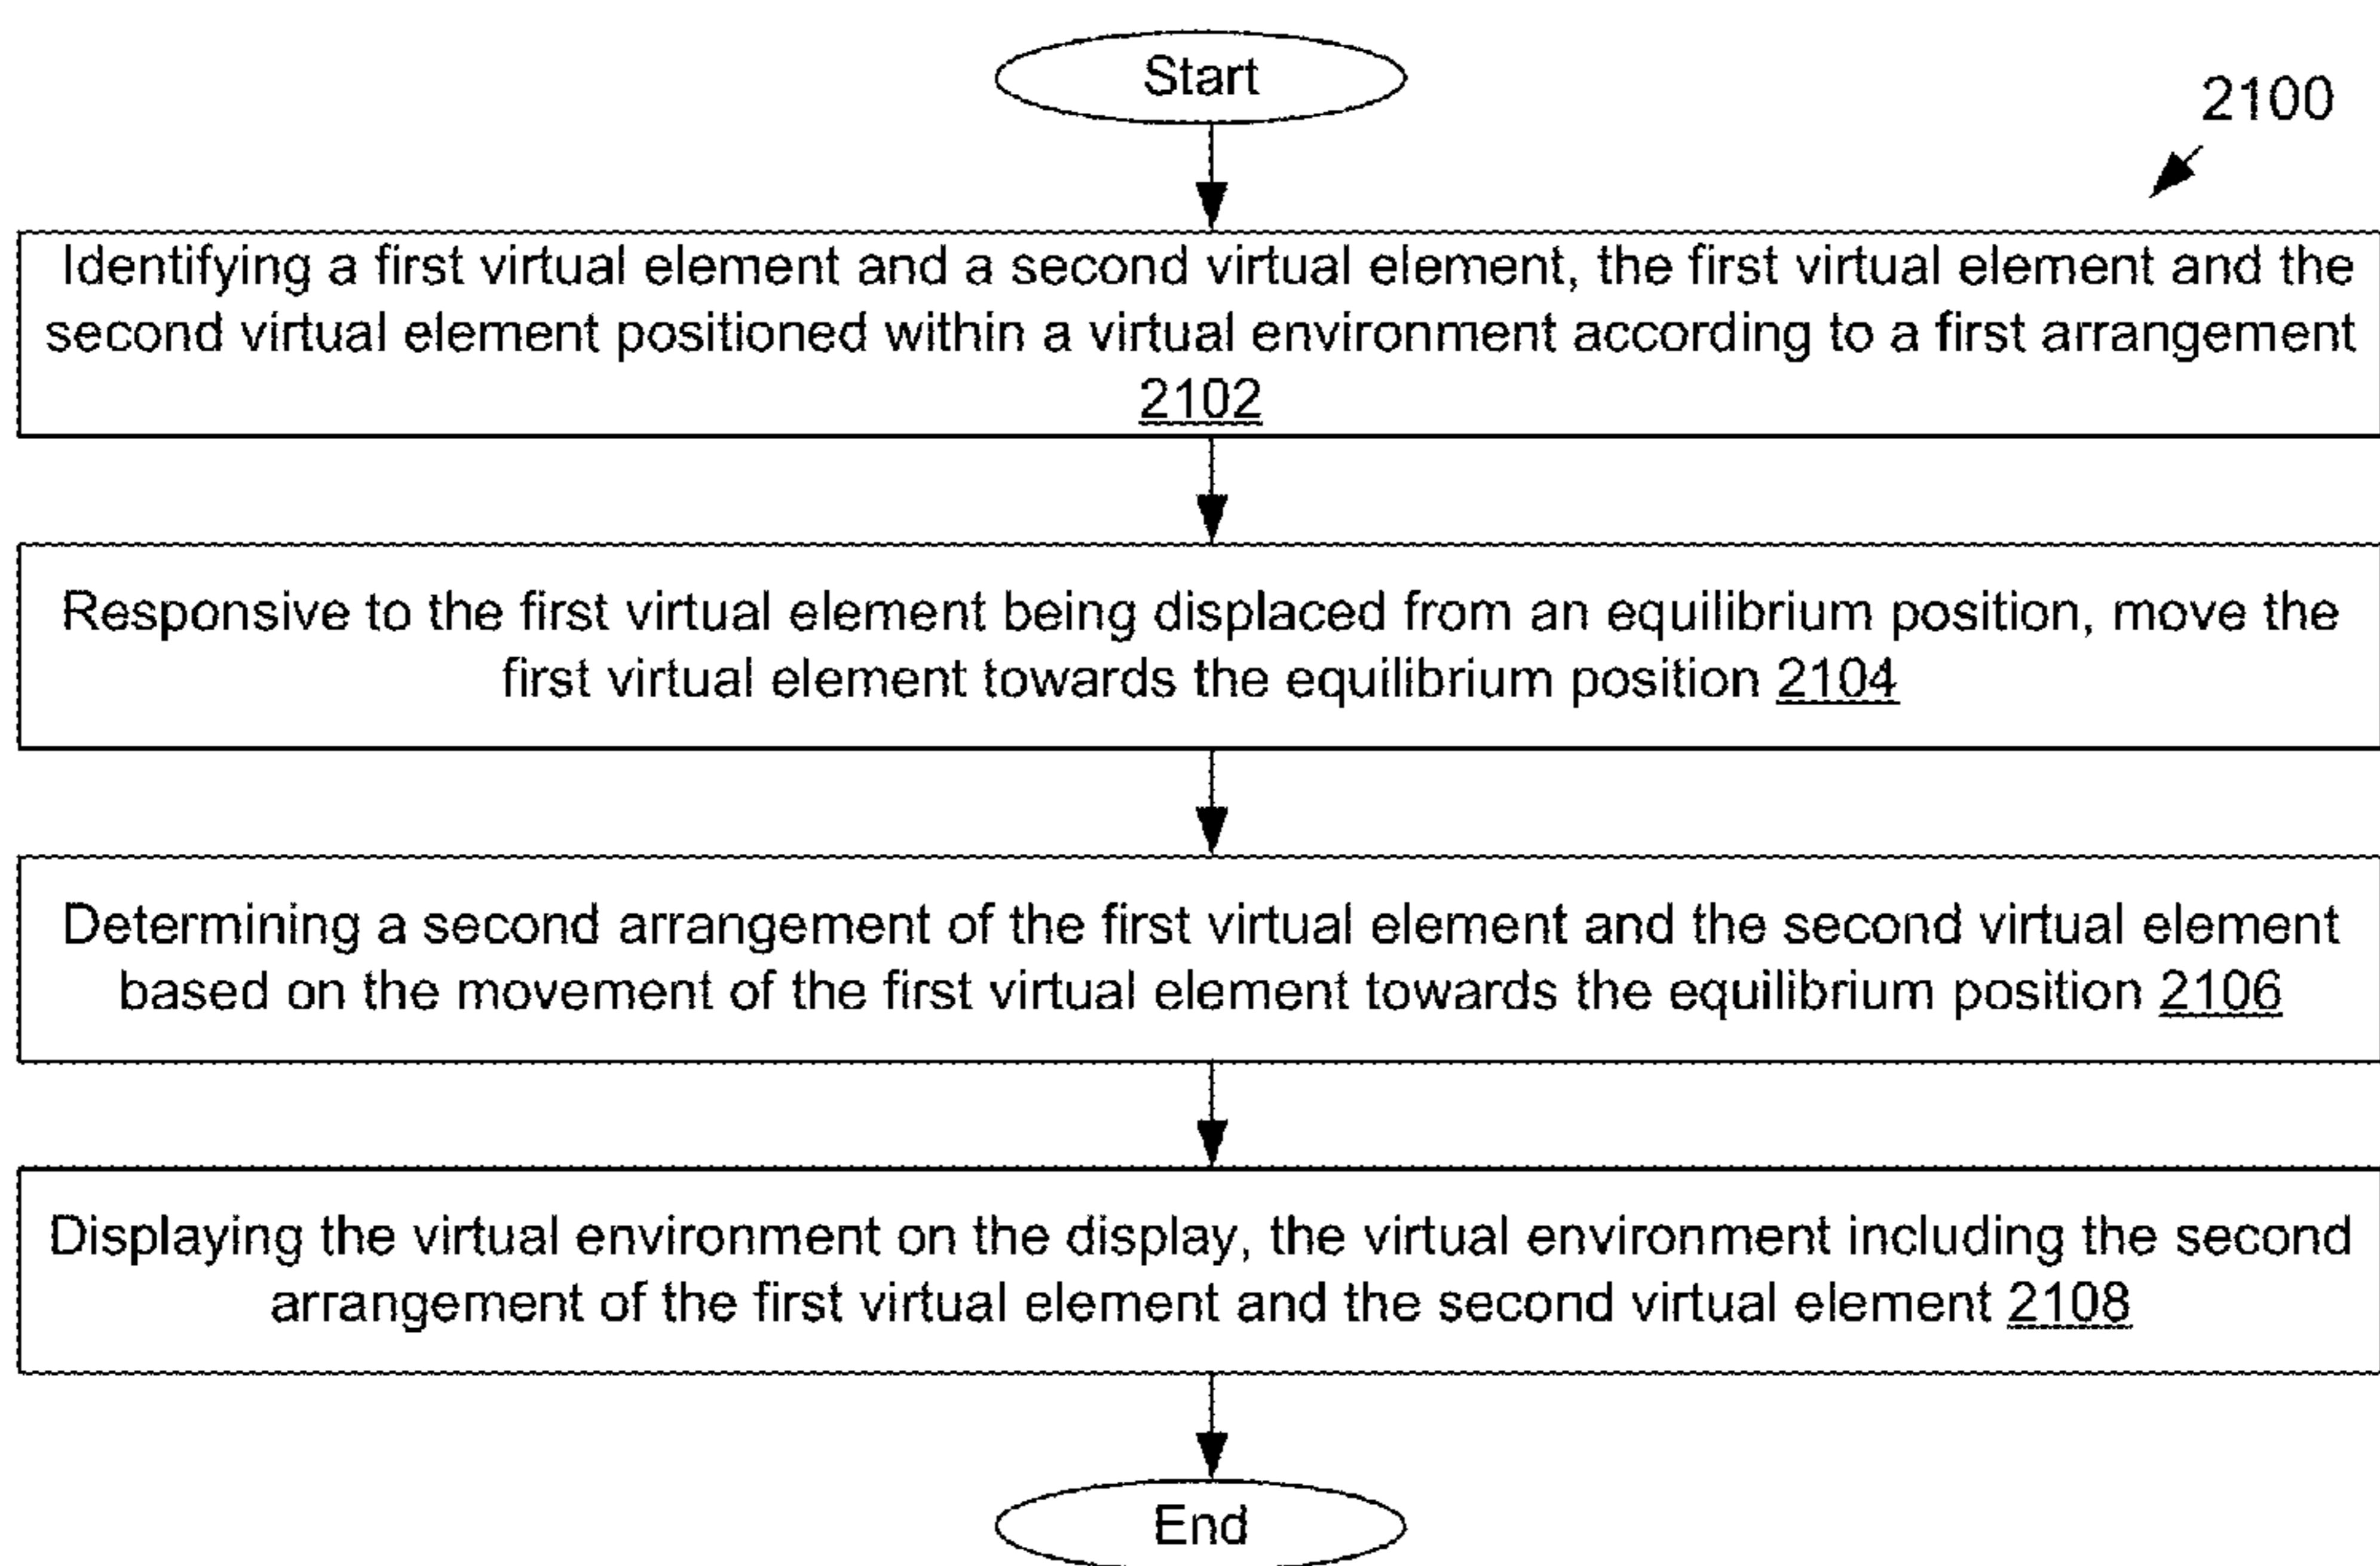 Start
2100
Identifying a first virtual element and a second virtual element, the first virtual element and the
second virtual element positioned within a virtual environment according to a first arrangement
2102
Responsive to the first virtual element being displaced from an equilibrium position, move the
first virtual element towards the equilibrium position 2104
Determining a second arrangement of the first virtual element and the second virtual element
based on the movement of the first virtual element towards the equilibrium position 2106
Displaying the virtual environment on the display, the virtual environment including the second
arrangement of the first virtual element and the second virtual element 2108
End